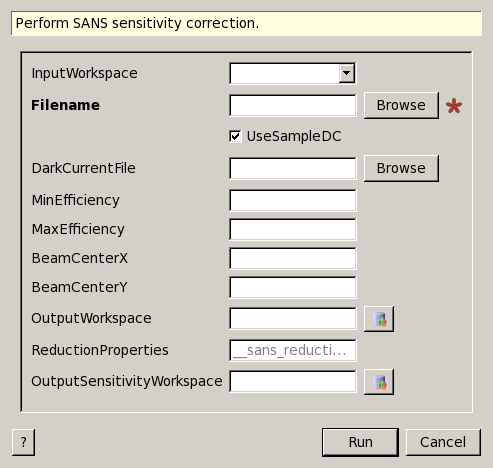 Perform SANS sensitivity correction.
InputWorkspace
Filename Browse *
UseSampleDC
DarkCurrentFile Browse
MinEfficiency
MaxEfficiency
BeamCenterX
BeamCenterY
OutputWorkspace
ReductionProperties __sans_reducti...
OutputSensitivityWorkspace
? Run Cancel